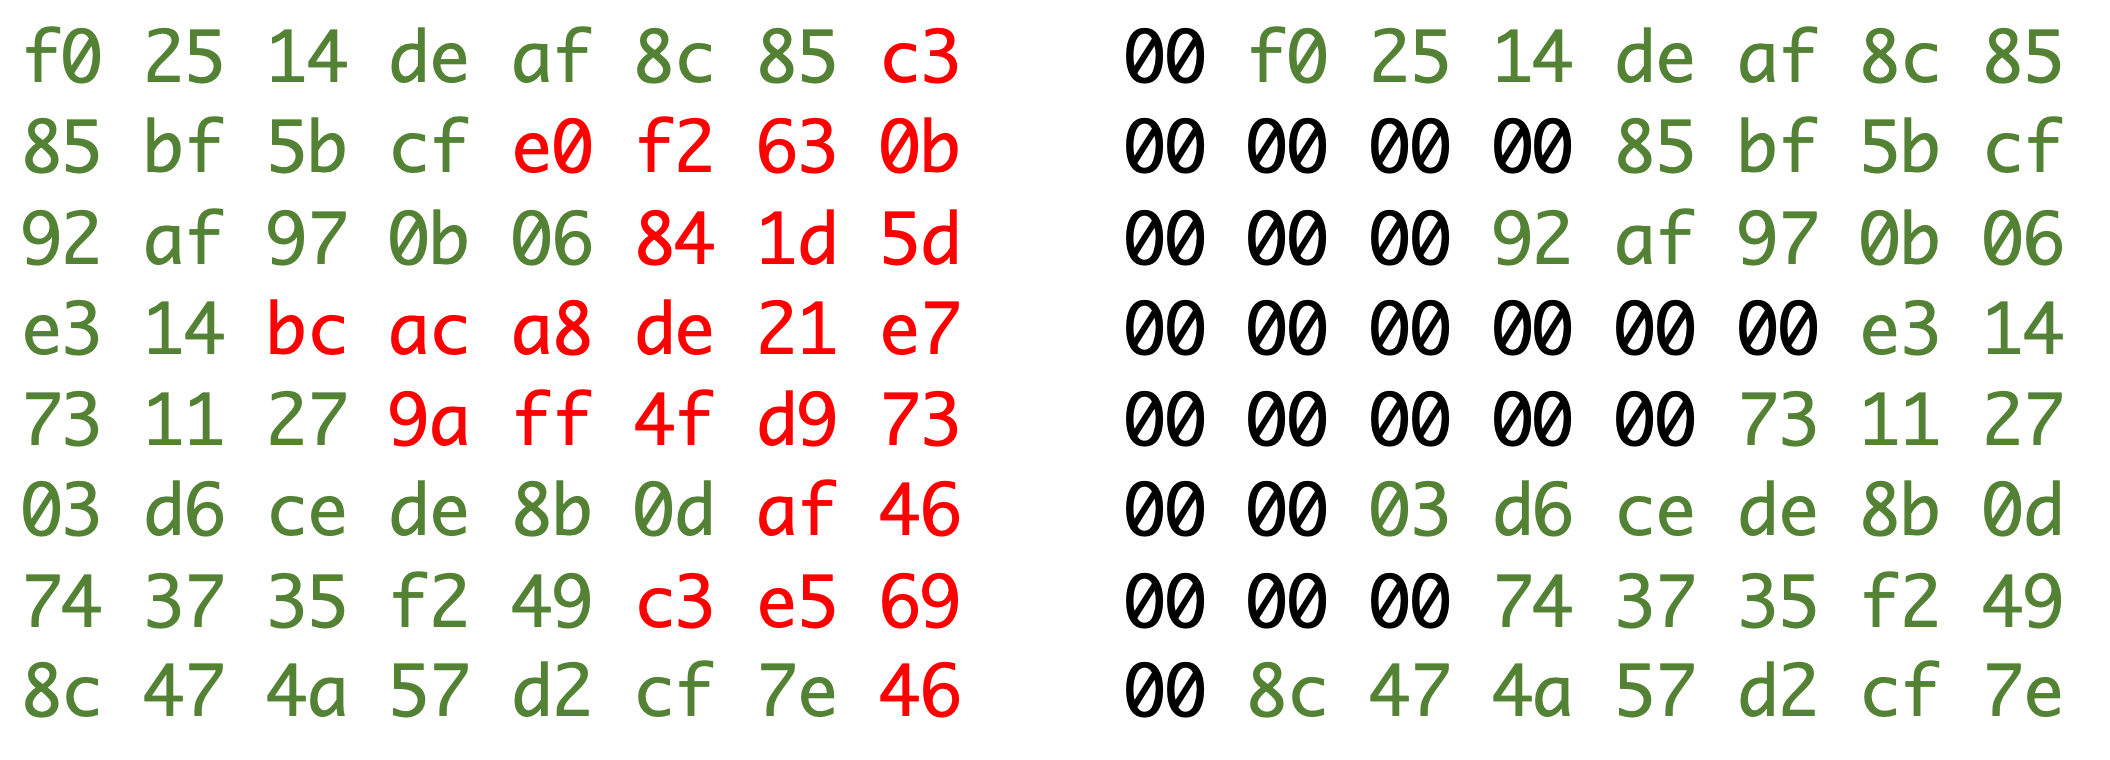 f0 25 14 de af 8c 85 c3 00 f0 25 14 de af 8c 85
85 bf 5b cf e0 f2 63 0b 00 00 00 00 85 bf 5b cf
92 af 97 0b 06 84 1d 5d 00 00 00 92 af 97 0b 06
e3 14 bc ac a8 de 21 e7 00 00 00 00 00 00 e3 14
73 11 27 9a ff 4f d9 73 00 00 00 00 00 73 11 27
03 d6 ce de 8b 0d af 46 00 00 03 d6 ce de 8b 0d
74 37 35 f2 49 c3 e5 69 00 00 00 74 37 35 f2 49
8c 47 4a 57 d2 cf 7e 46 00 8c 47 4a 57 d2 cf 7e